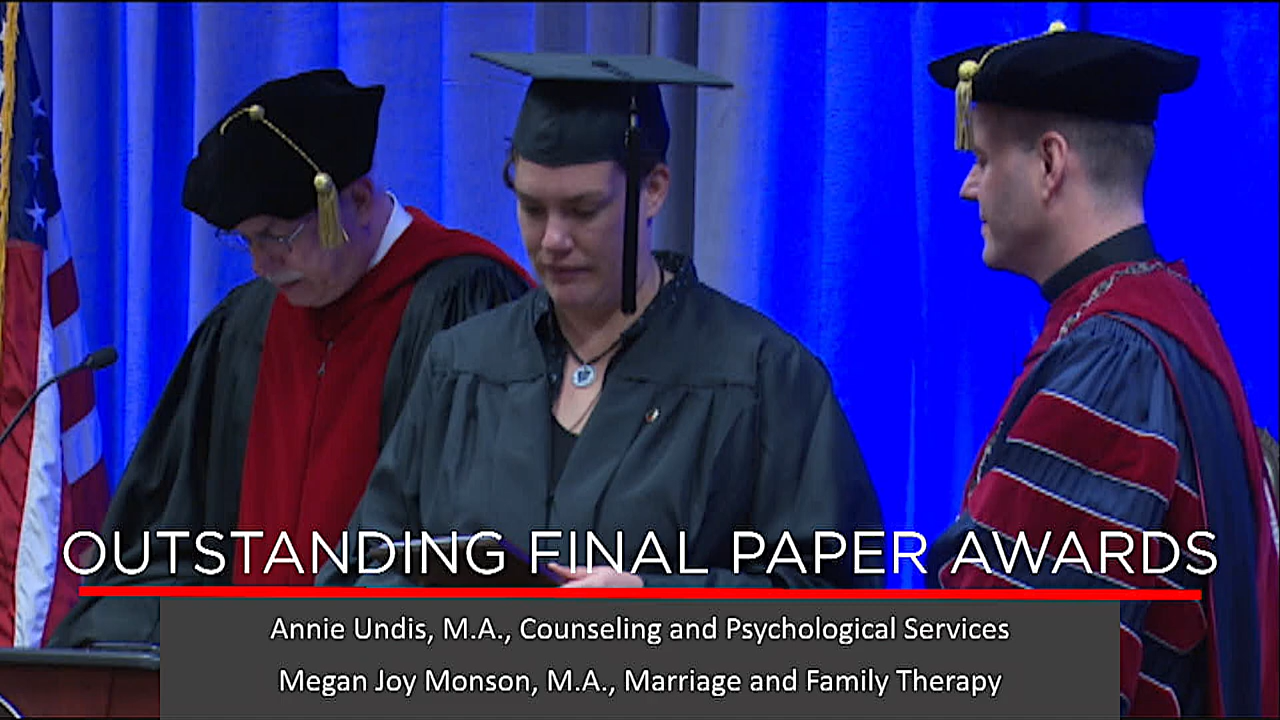 OUTSTANDING FINAL PAPER AWARDS
Annie Undis, M.A., Counseling and Psychological Services
Megan Joy Monson, M.A., Marriage and Family Therapy